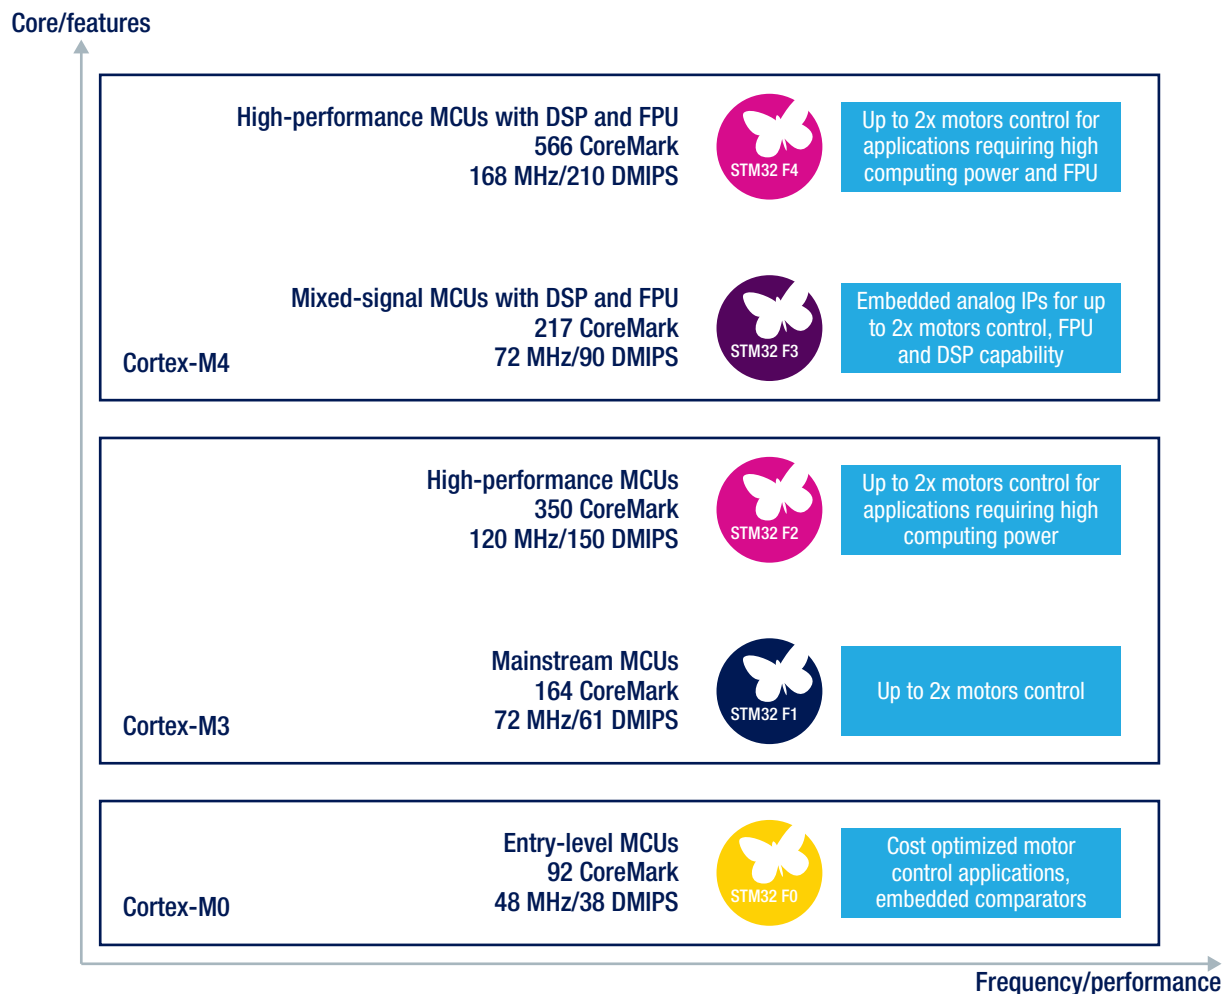 Core/features
High-performance MCUs with DSP and FPU
566 CoreMark
168 MHz/210 DMIPS
STM32 F4
Up to 2x motors control for
applications requiring high
computing power and FPU
Mixed-signal MCUs with DSP and FPU
217 CoreMark
72 MHz/90 DMIPS
Cortex-M4
STM32 F3
Embedded analog IPs for up
to 2x motors control, FPU
and DSP capability
High-performance MCUs
350 CoreMark
120 MHz/150 DMIPS
STM32 F2
Up to 2x motors control for
applications requiring high
computing power
Mainstream MCUs
164 CoreMark
72 MHz/61 DMIPS
Cortex-M3
STM32 F1
Up to 2x motors control
Entry-level MCUs
92 CoreMark
48 MHz/38 DMIPS
Cortex-M0
STM32 F0
Cost optimized motor
control applications,
embedded comparators
Frequency/performance